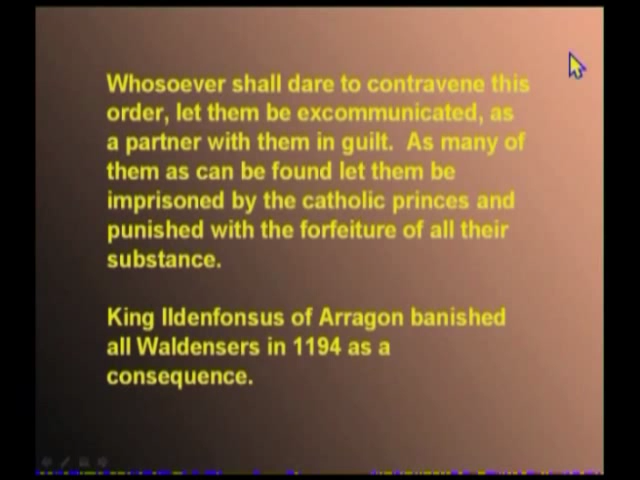 Whosoever shall dare to contravene this
order, let them be excommunicated, as
a partner with them in guilt.  As many of
them as can be found let them be
imprisoned by the catholic princes and
punished with the forfeiture of all their
substance.
King Ildenfonsus of Arragon banished
all Waldensers in 1194 as a
consequence.